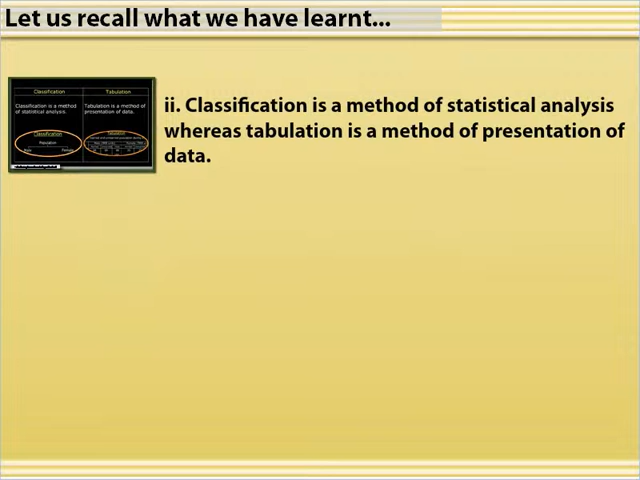 Let us recall what we have learnt...
Classification
Tabulation
Classification is a method
of statistical analysis.
Tabulation is a method of
presentation of data.
Classification
Population
Male
Tabulation
ii. Classification is a method of statistical analysis
whereas tabulation is a method of presentation of
data.